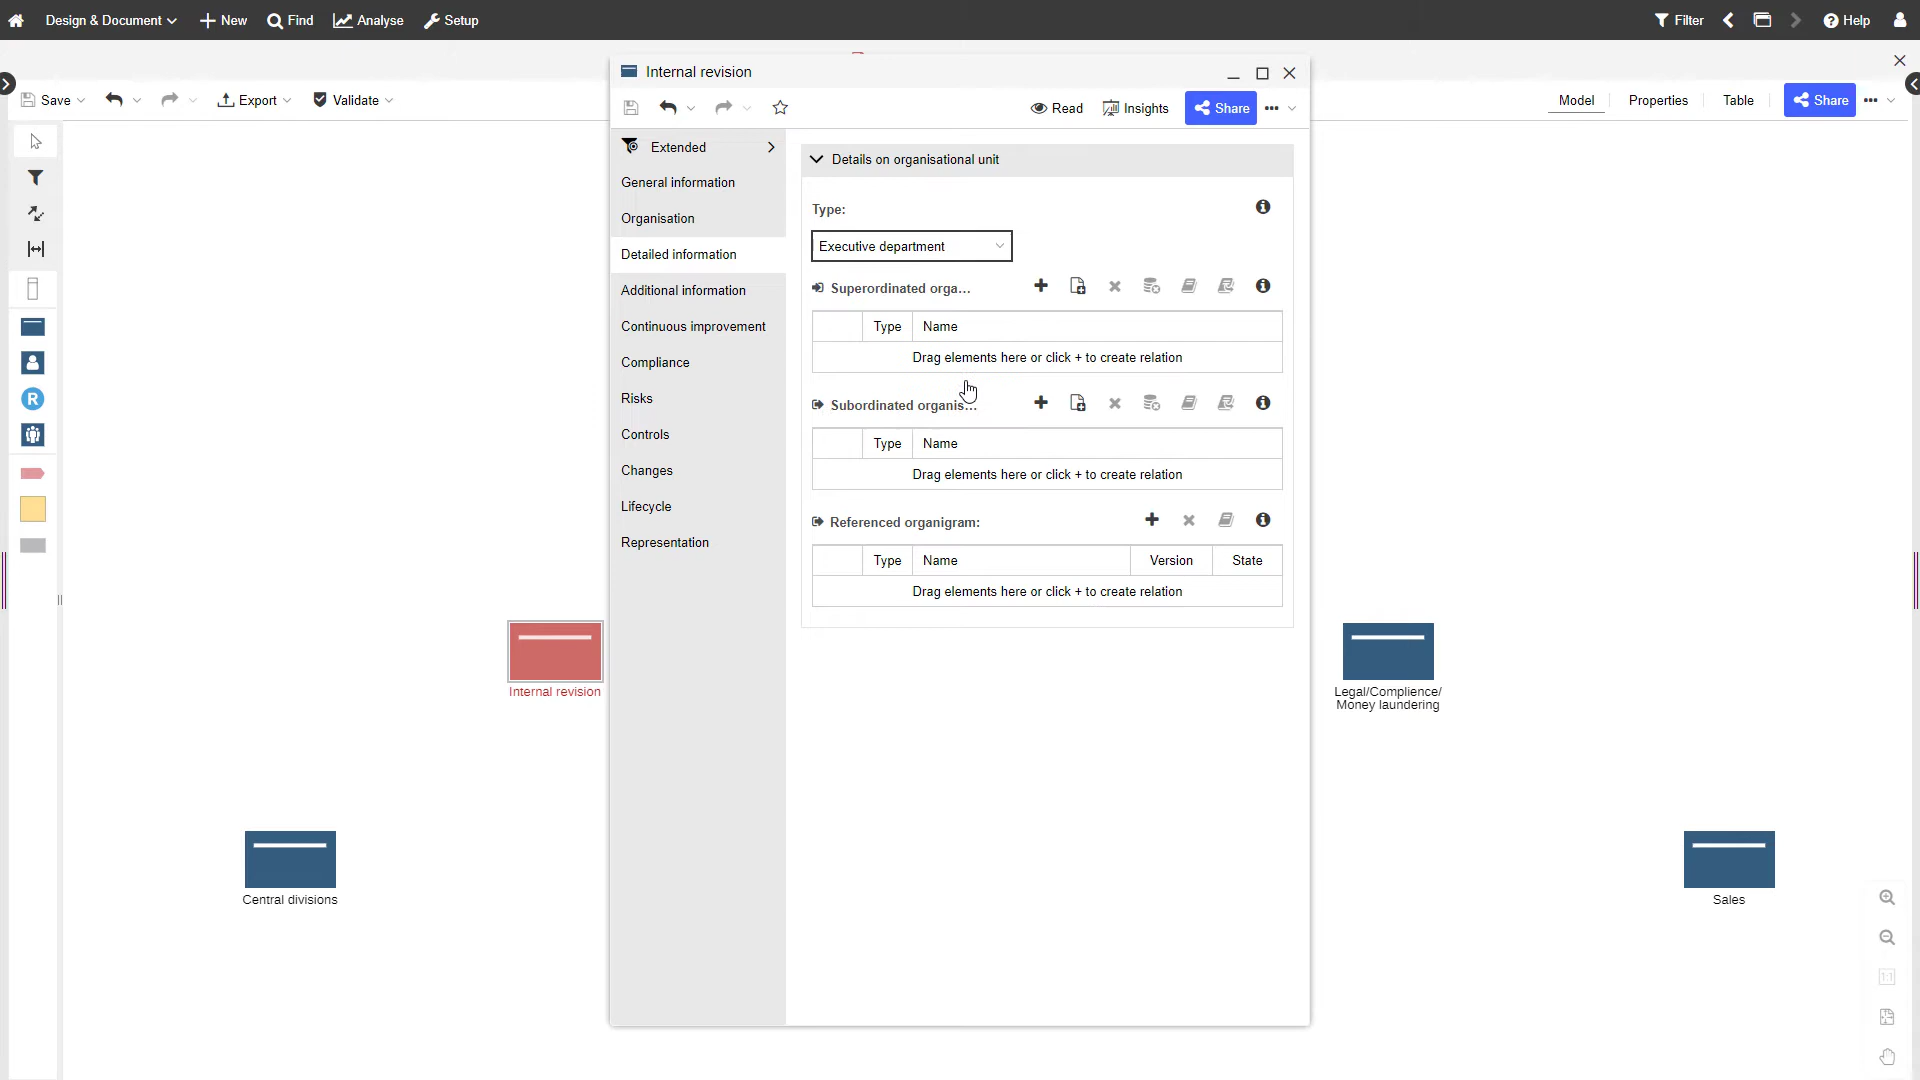 Design & Document
New
Find
Analyse
Setup
Filter
Help
Internal revision
Save
Export
Validate
Read
Insights
Share
Model
Properties
Table
Share
Extended
General information
Organisation
Detailed information
Additional information
Continuous improvement
Compliance
Risks
Controls
Changes
Lifecycle
Representation
Details on organisational unit
Type:
Executive department
Superordinated orga...
Type Name
Drag elements here or click + to create relation
Subordinated organis...
Type Name
Drag elements here or click + to create relation
Referenced organigram:
Type Name Version State
Drag elements here or click + to create relation
R
Internal revision
Legal/Complience/
Money laundering
Central divisions
Sales
1:1